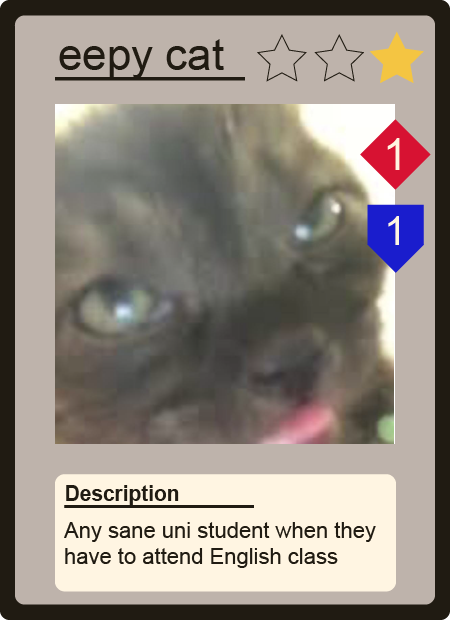 eepy cat
1
1
Description
Any sane uni student when they
have to attend English class